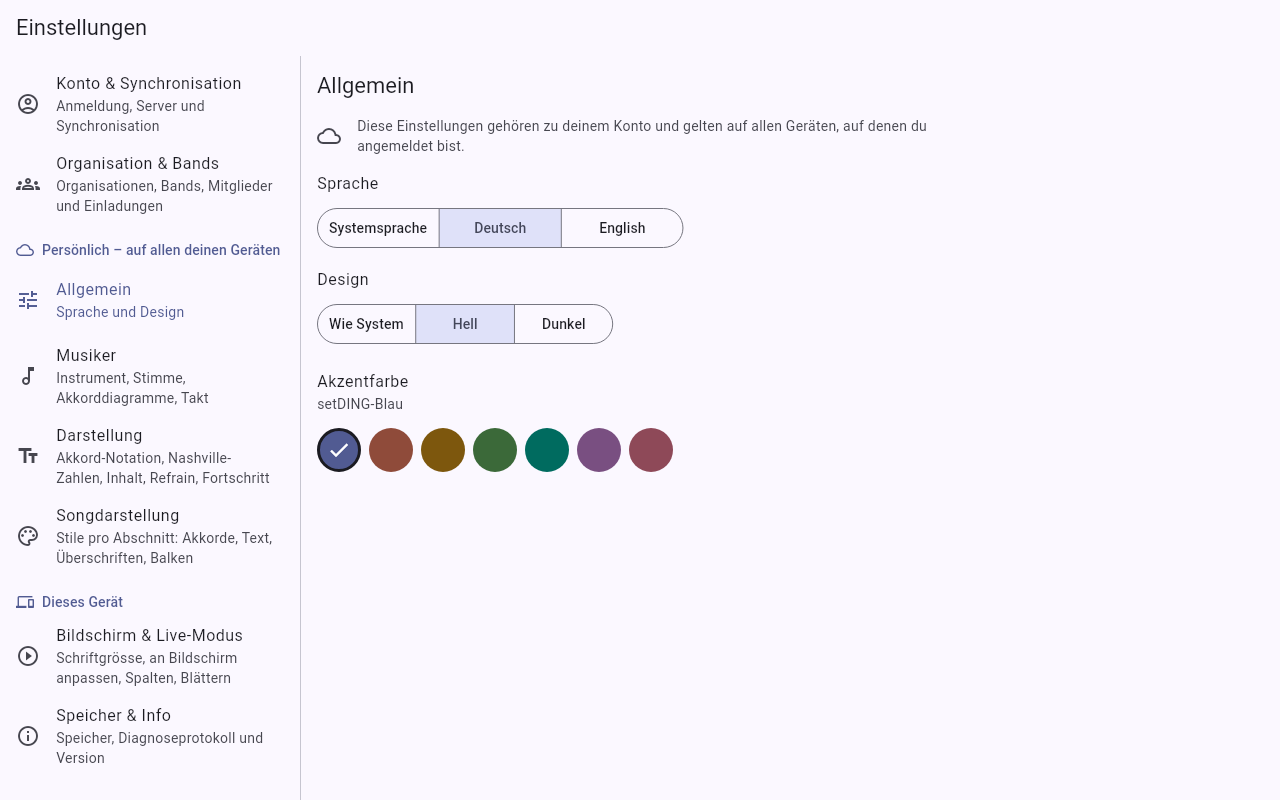 Einstellungen
Konto & Synchronisation
Anmeldung, Server und
Synchronisation
Organisation & Bands
Organisationen, Bands, Mitglieder
und Einladungen
Persönlich – auf allen deinen Geräten
Allgemein
Sprache und Design
Musiker
Instrument, Stimme,
Akkorddiagramme, Takt
Darstellung
Akkord-Notation, Nashville-
Zahlen, Inhalt, Refrain, Fortschritt
Songdarstellung
Stile pro Abschnitt: Akkorde, Text,
Überschriften, Balken
Dieses Gerät
Bildschirm & Live-Modus
Schriftgrösse, an Bildschirm
anpassen, Spalten, Blättern
Speicher & Info
Speicher, Diagnoseprotokoll und
Version
Allgemein
Diese Einstellungen gehören zu deinem Konto und gelten auf allen Geräten, auf denen du
angemeldet bist.
Sprache
Systemsprache Deutsch English
Design
Wie System Hell Dunkel
Akzentfarbe
setDING-Blau